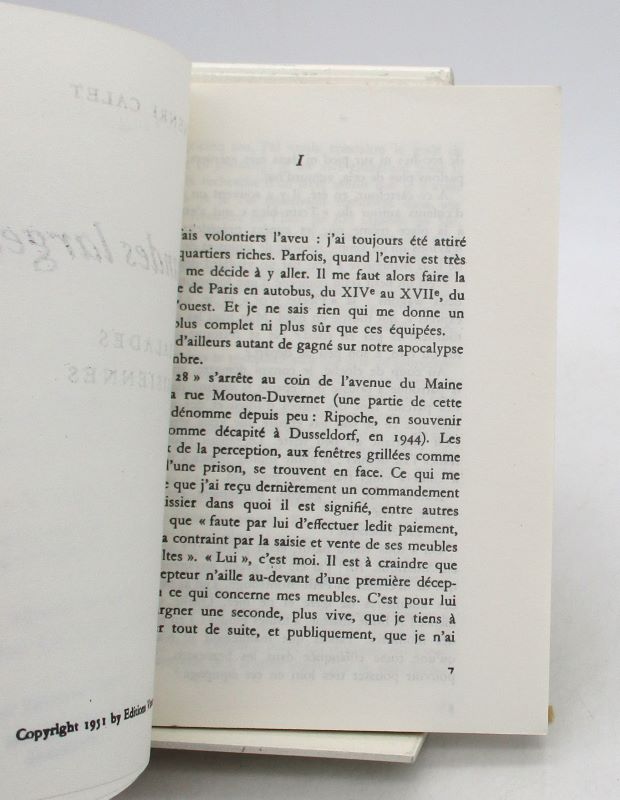 HENRI CALET
larges
BALADES
PARISIENNES
Copyright 1951 by Editions
I
ais volontiers l'aveu : j'ai toujours été attiré
quartiers riches. Parfois, quand l'envie est très
me décide à y aller. Il me faut alors faire la
e de Paris en autobus, du XIVe au XVIIe, du
'ouest. Et je ne sais rien qui me donne un
plus complet ni plus sûr que ces équipées.
d'ailleurs autant de gagné sur notre apocalypse
mbre.
28 » s'arrête au coin de l'avenue du Maine
a rue Mouton-Duvernet (une partie de cette
dénomme depuis peu : Ripoche, en souvenir
omme décapité à Dusseldorf, en 1944). Les
x de la perception, aux fenêtres grillées comme
d'une prison, se trouvent en face. Ce qui me
e que j'ai reçu dernièrement un commandement
issier dans quoi il est signifié, entre autres
que « faute par lui d'effectuer ledit paiement,
a contraint par la saisie et vente de ses meubles
ltes ». « Lui », c'est moi. Il est à craindre que
cepteur n'aille au-devant d'une première décep-
n ce qui concerne mes meubles. C'est pour lui
argner une seconde, plus vive, que je tiens à
r tout de suite, et publiquement, que je n'ai
7